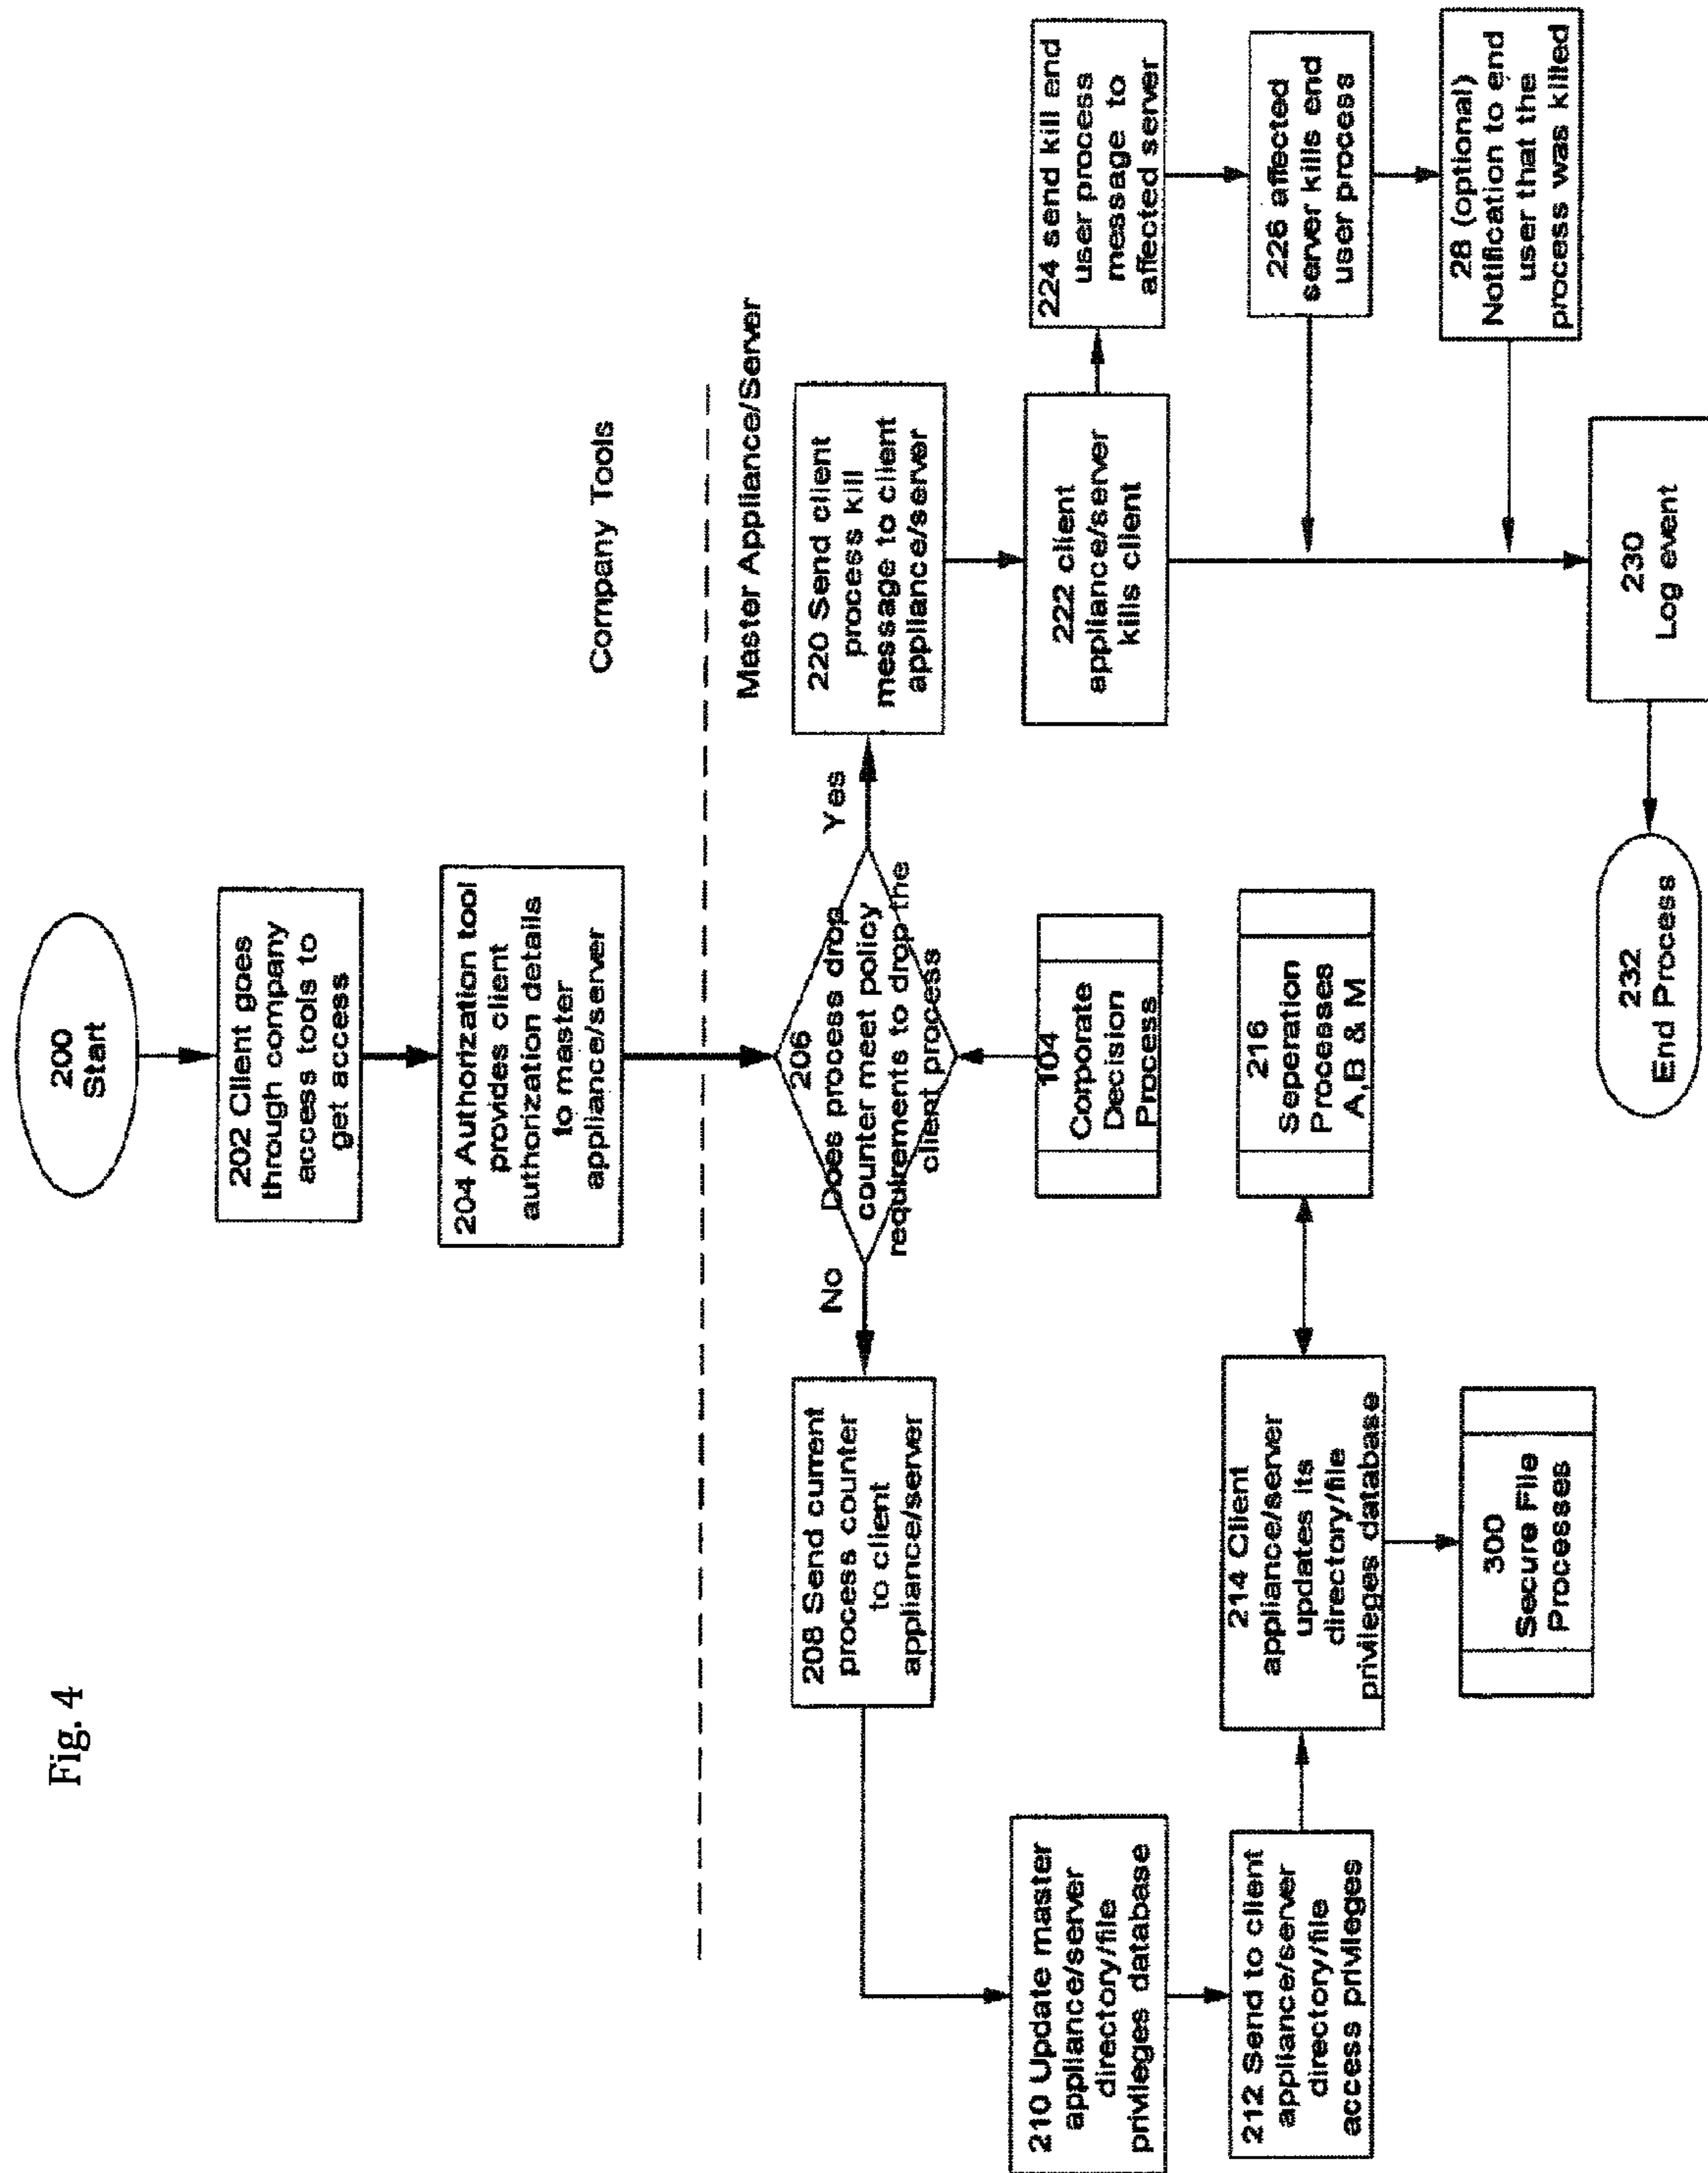 Fig. 4
200
Start
202 Client goes
through company
access tools to
get access
204 Authorization tool
provides client
authorization details
to master
appliance/server
Company Tools
Master Appliance/Server
206
Does process drop
counter meet policy
requirements to drop the
client process
No
Yes
104
Corporate
Decision
Process
208 Send current
process counter
to client
appliance/server
210 Update master
appliance/server
directory/file
privileges database
212 Send to client
appliance/server
directory/file
access privileges
214 Client
appliance/server
updates its
directory/file
privileges database
216
Seperation
Processes
A,B & M
300
Secure File
Processes
220 Send client
process kill
message to client
appliance/server
222 client
appliance/server
kills client
224 send kill end
user process
message to
affected server
226 affected
server kills end
user process
28 (optional)
Notification to end
user that the
process was killed
230
Log event
232
End Process